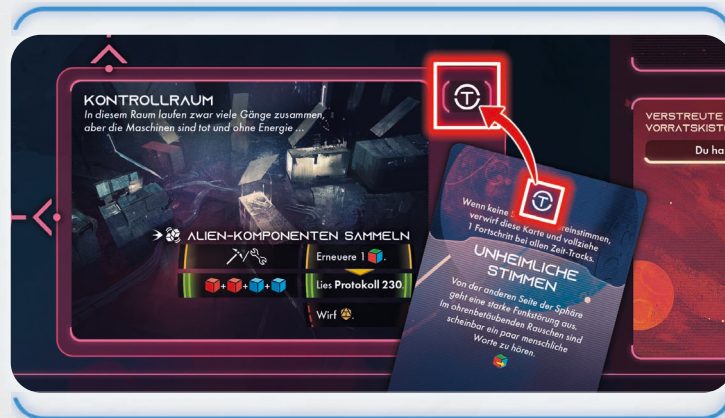 KONTROLLRAUM
In diesem Raum laufen zwar viele Gänge zusammen,
aber die Maschinen sind tot und ohne Energie ...
ALIEN-KOMPONENTEN SAMMELN
Erneuere 1 .
Lies Protokoll 230.
Wirf .
T
T
Wenn keine
einstimmen,
verwirf diese Karte und vollziehe
1 Fortschritt bei allen Zeit-Tracks.
UNHEIMLICHE
STIMMEN
Von der anderen Seite der Sphäre
geht eine starke Funkstörung aus.
Im ohrenbetäubenden Rauschen sind
scheinbar ein paar menschliche
Worte zu hören.
VERSTREUTE
Du ha